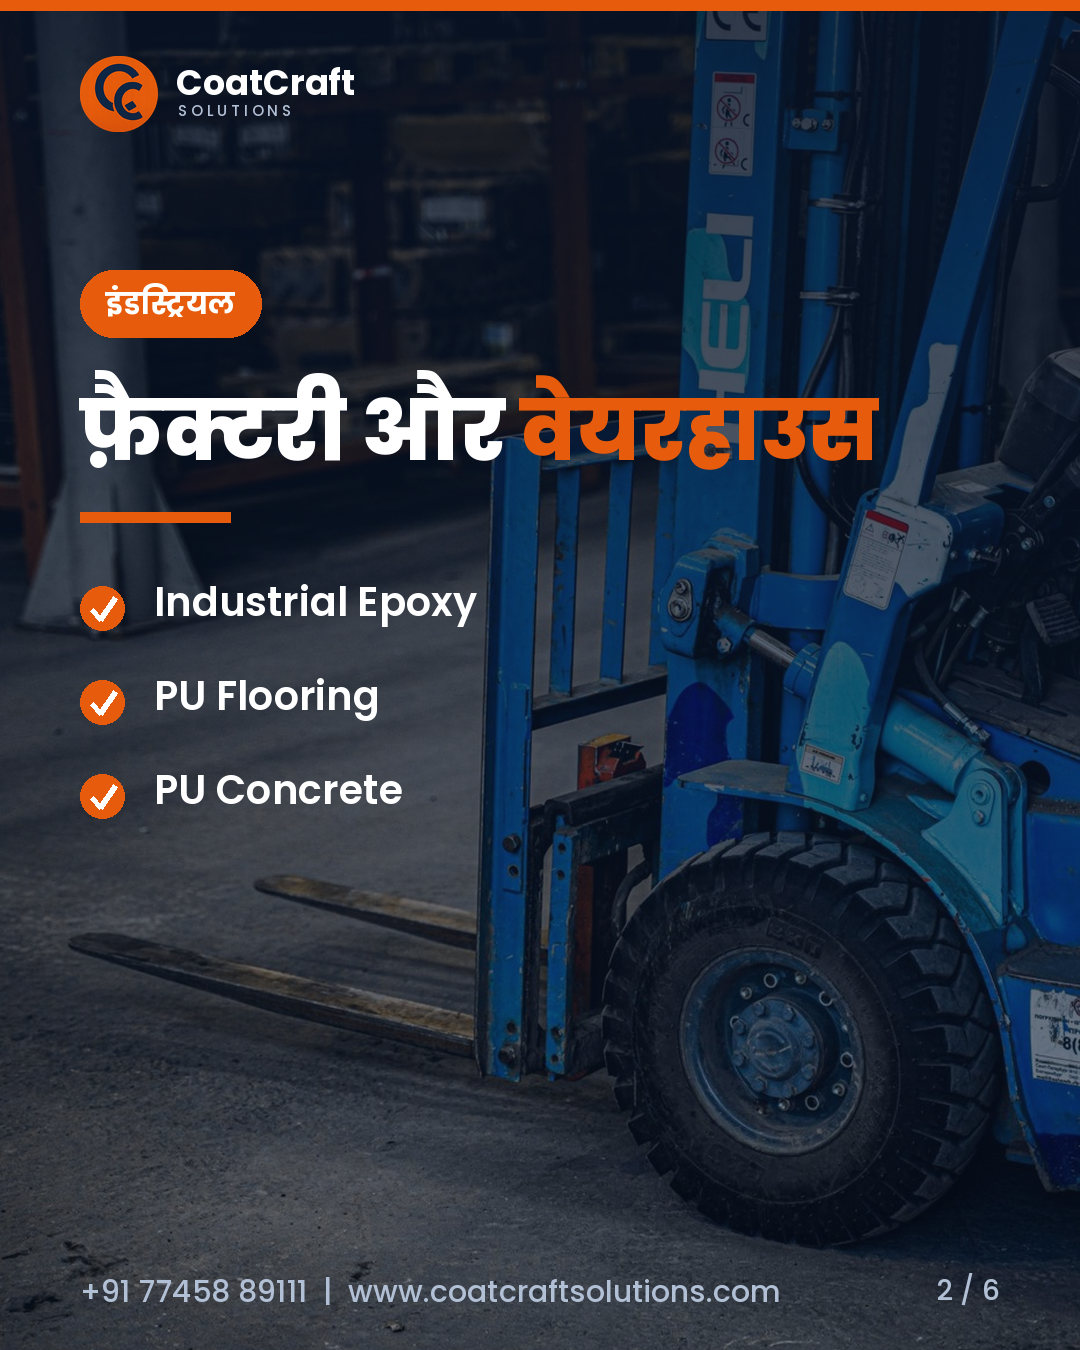 CoatCraft
SOLUTIONS
इंडस्ट्रियल
फ़ैक्टरी और वेयरहाउस
Industrial Epoxy
PU Flooring
PU Concrete
HELI
+91 77458 89111 | www.coatcraftsolutions.com
2 / 6